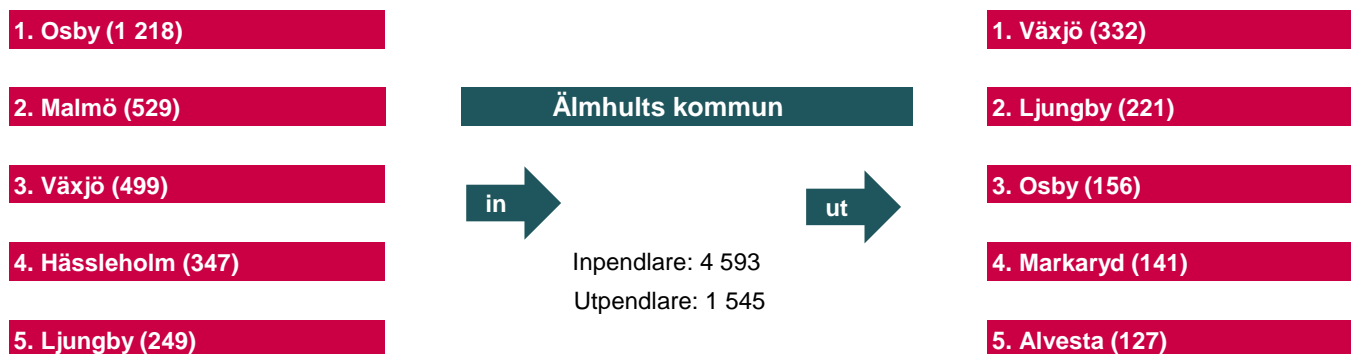 1. Osby (1 218)
2. Malmö (529)
3. Växjö (499)
4. Hässleholm (347)
5. Ljungby (249)
Älmhults kommun
in
ut
Inpendlare: 4 593
Utpendlare: 1 545
1. Växjö (332)
2. Ljungby (221)
3. Osby (156)
4. Markaryd (141)
5. Alvesta (127)